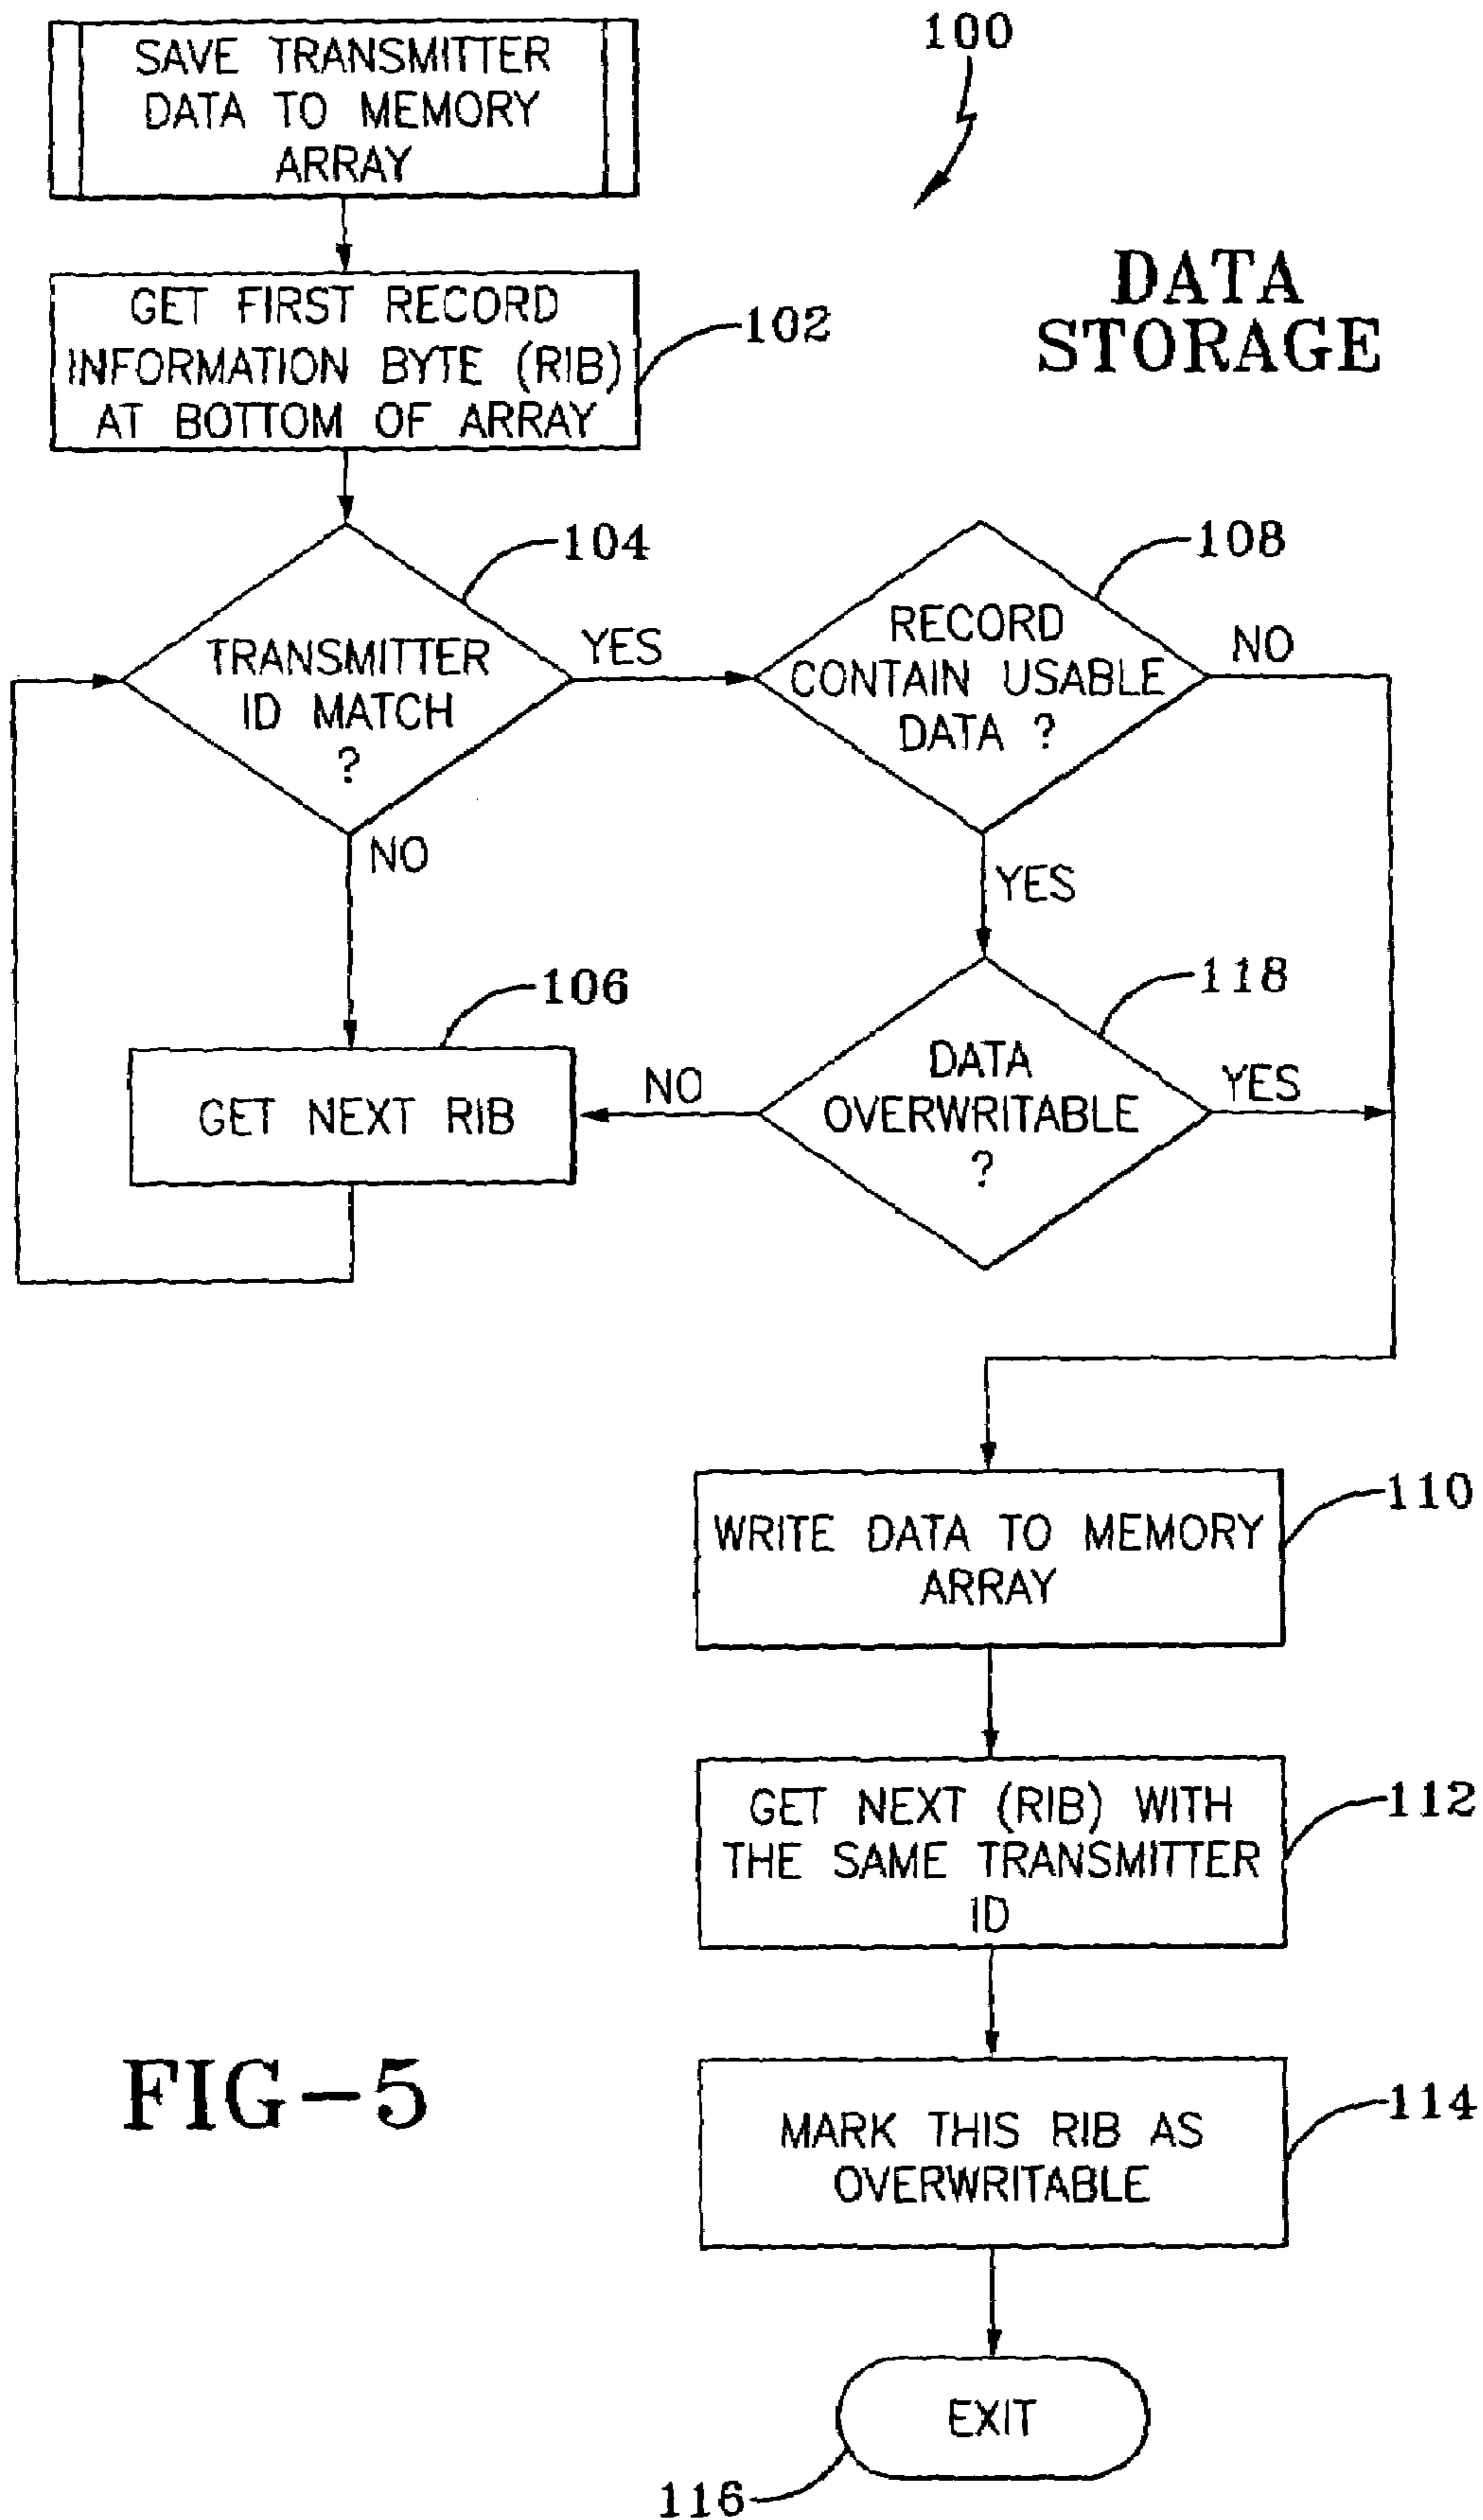 100
SAVE TRANSMITTER
DATA TO MEMORY
ARRAY
DATA
STORAGE
GET FIRST RECORD
INFORMATION BYTE (RIB)
AT BOTTOM OF ARRAY
102
104
TRANSMITTER
ID MATCH
?
YES
NO
108
RECORD
CONTAIN USABLE
DATA ?
NO
YES
106
GET NEXT RIB
118
DATA
OVERWRITABLE
?
NO
YES
WRITE DATA TO MEMORY
ARRAY
110
GET NEXT (RIB) WITH
THE SAME TRANSMITTER
ID
112
MARK THIS RIB AS
OVERWRITABLE
114
FIG-5
EXIT
116